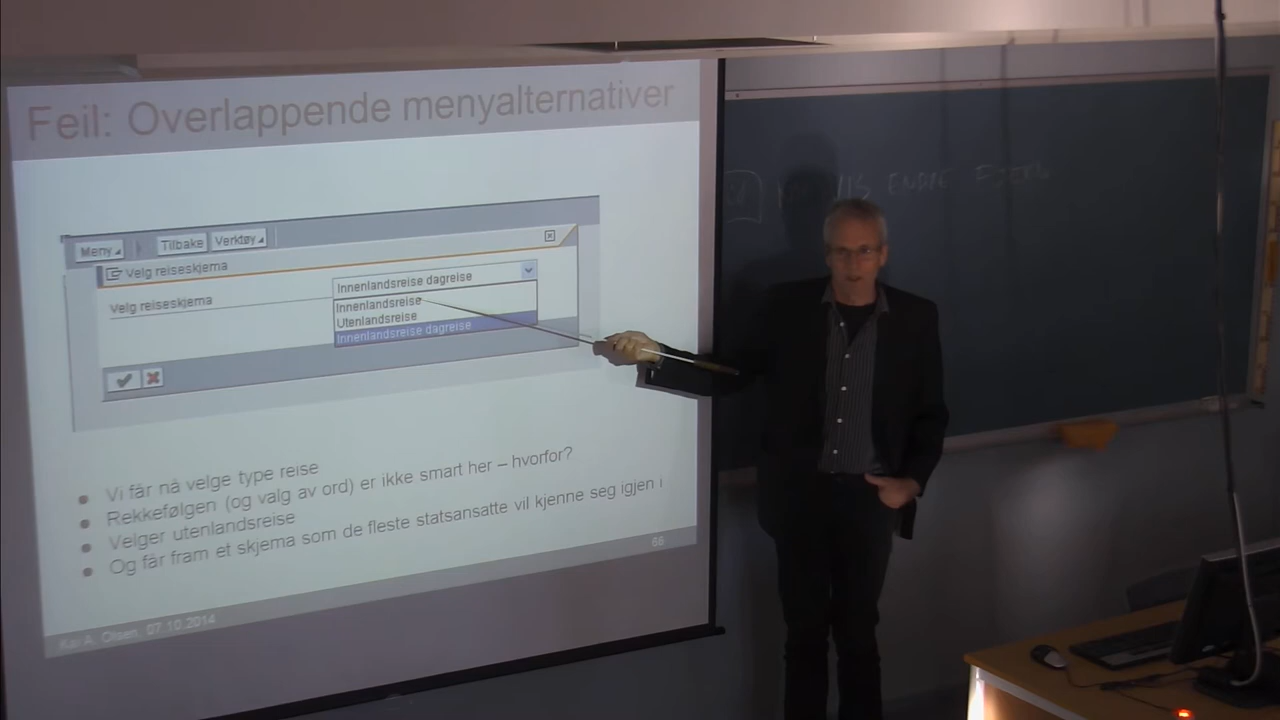 Feil: Overlappende menyalternativer
Meny
Tilbake
Verktøy
Velg reiseskjema
Velg reiseskjema
Innenlandsreise dagreise
Innenlandsreise
Utenlandsreise
Innenlandsreise dagreise
Vi får nå velge type reise
Rekkefølgen (og valg av ord) er ikke smart her – hvorfor?
Velger utenlandsreise
Og får fram et skjema som de fleste statsansatte vil kjenne seg igjen i
66
Kai A. Olsen, 07.10.2014
ENDRE